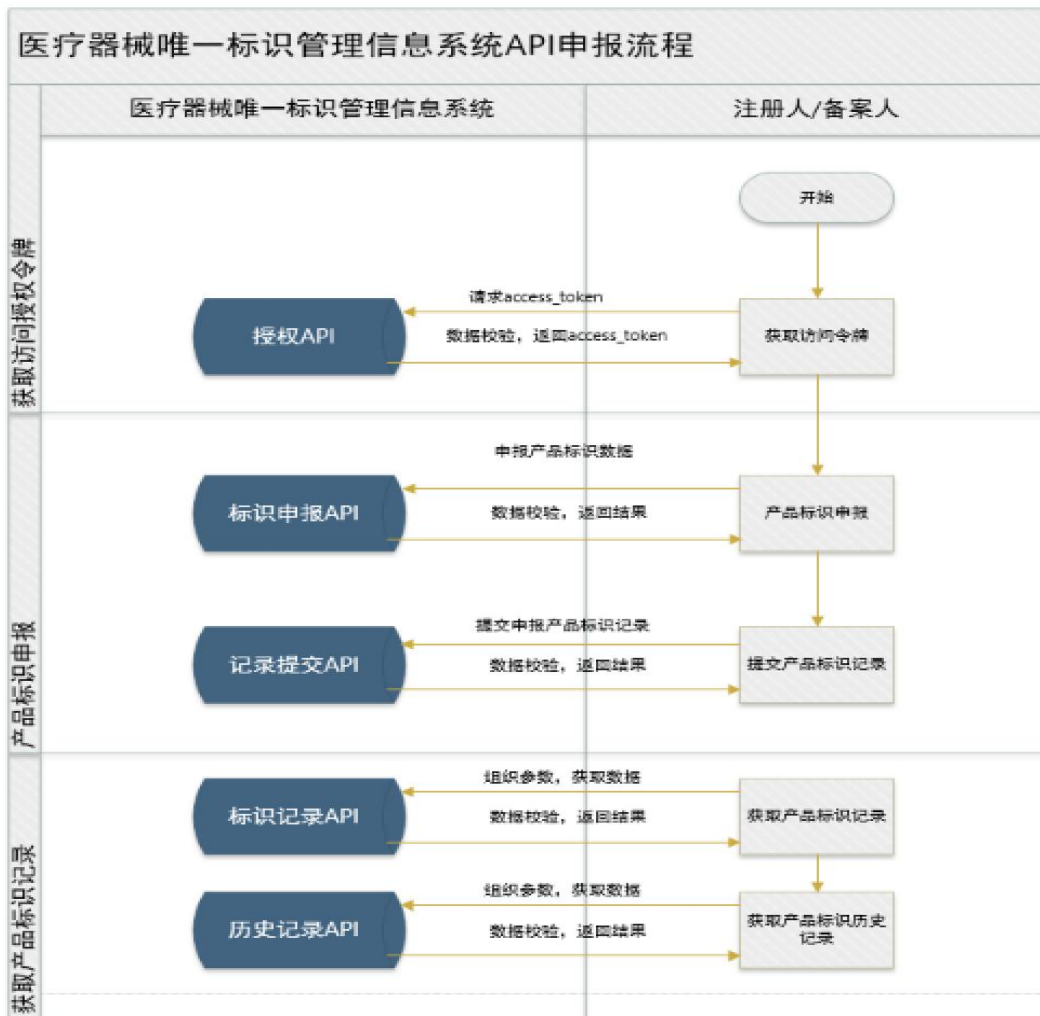 医疗器械唯一标识管理信息系统API申报流程
医疗器械唯一标识管理信息系统
注册人/备案人
获取访问授权令牌
开始
请求access_token
授权API
数据校验，返回access_token
获取访问令牌
产品标识申报
申报产品标识数据
标识申报API
数据校验，返回结果
产品标识申报
提交申报产品标识记录
记录提交API
数据校验，返回结果
提交产品标识记录
获取产品标识记录
组织参数，获取数据
标识记录API
数据校验，返回结果
获取产品标识记录
组织参数，获取数据
历史记录API
数据校验，返回结果
获取产品标识历史
记录